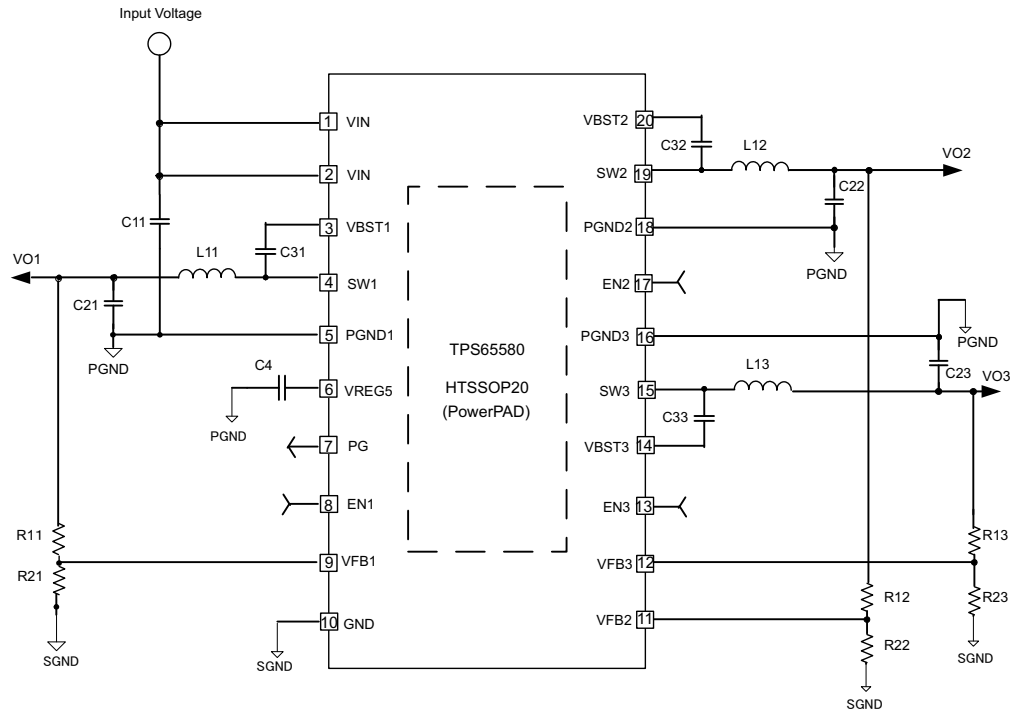 Input Voltage
1 VIN
2 VIN
3 VBST1
4 SW1
5 PGND1
6 VREG5
7 PG
8 EN1
9 VFB1
10 GND
20 VBST2
19 SW2
18 PGND2
17 EN2
16 PGND3
15 SW3
14 VBST3
13 EN3
12 VFB3
11 VFB2
TPS65580
HTSSOP20
(PowerPAD)
C11
L11
C31
VO1
C21
PGND
C4
PGND
R11
R21
SGND
SGND
C32
L12
VO2
C22
PGND
PGND
L13
C23
VO3
C33
R13
R12
R23
R22
SGND
SGND